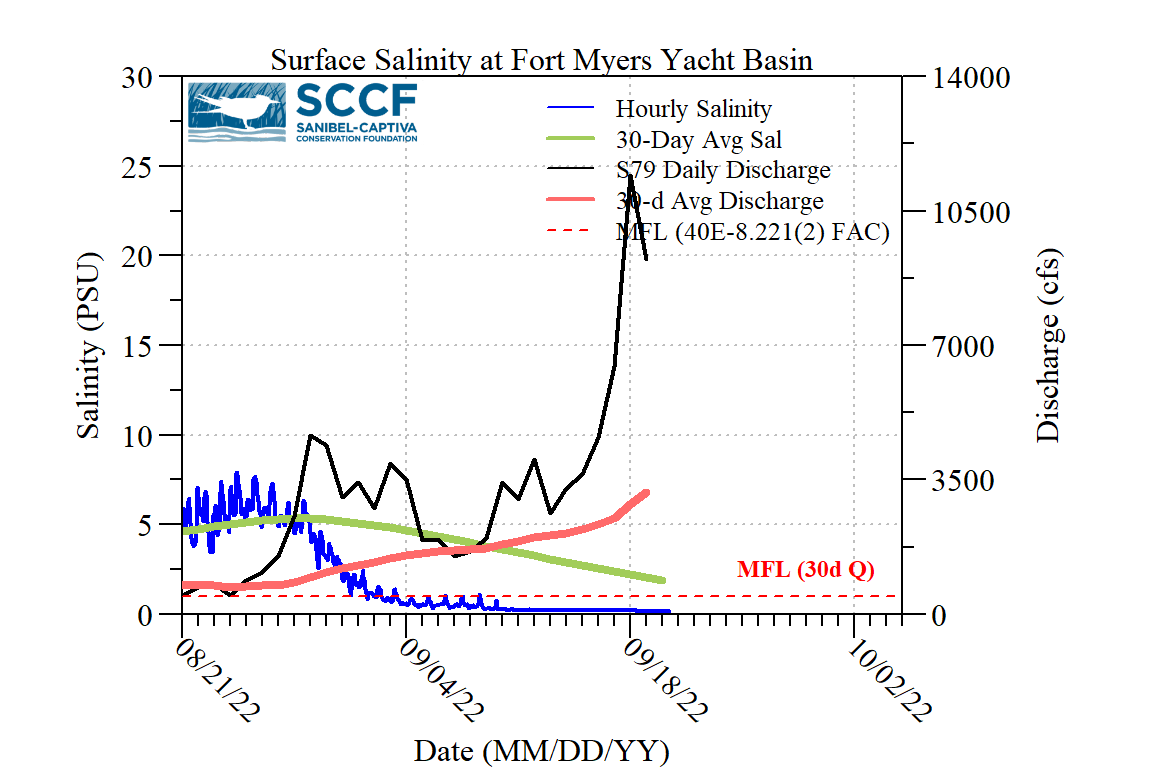 Surface Salinity at Fort Myers Yacht Basin
SCCF
SANIBEL-CAPTIVA
CONSERVATION FOUNDATION
Hourly Salinity
30-Day Avg Sal
S79 Daily Discharge
30-d Avg Discharge
MFL (40E-8.221(2) FAC)
30
25
20
15
10
5
0
Salinity (PSU)
14000
10500
7000
3500
0
Discharge (cfs)
MFL (30d Q)
08/21/22
09/04/22
09/18/22
10/02/22
Date (MM/DD/YY)